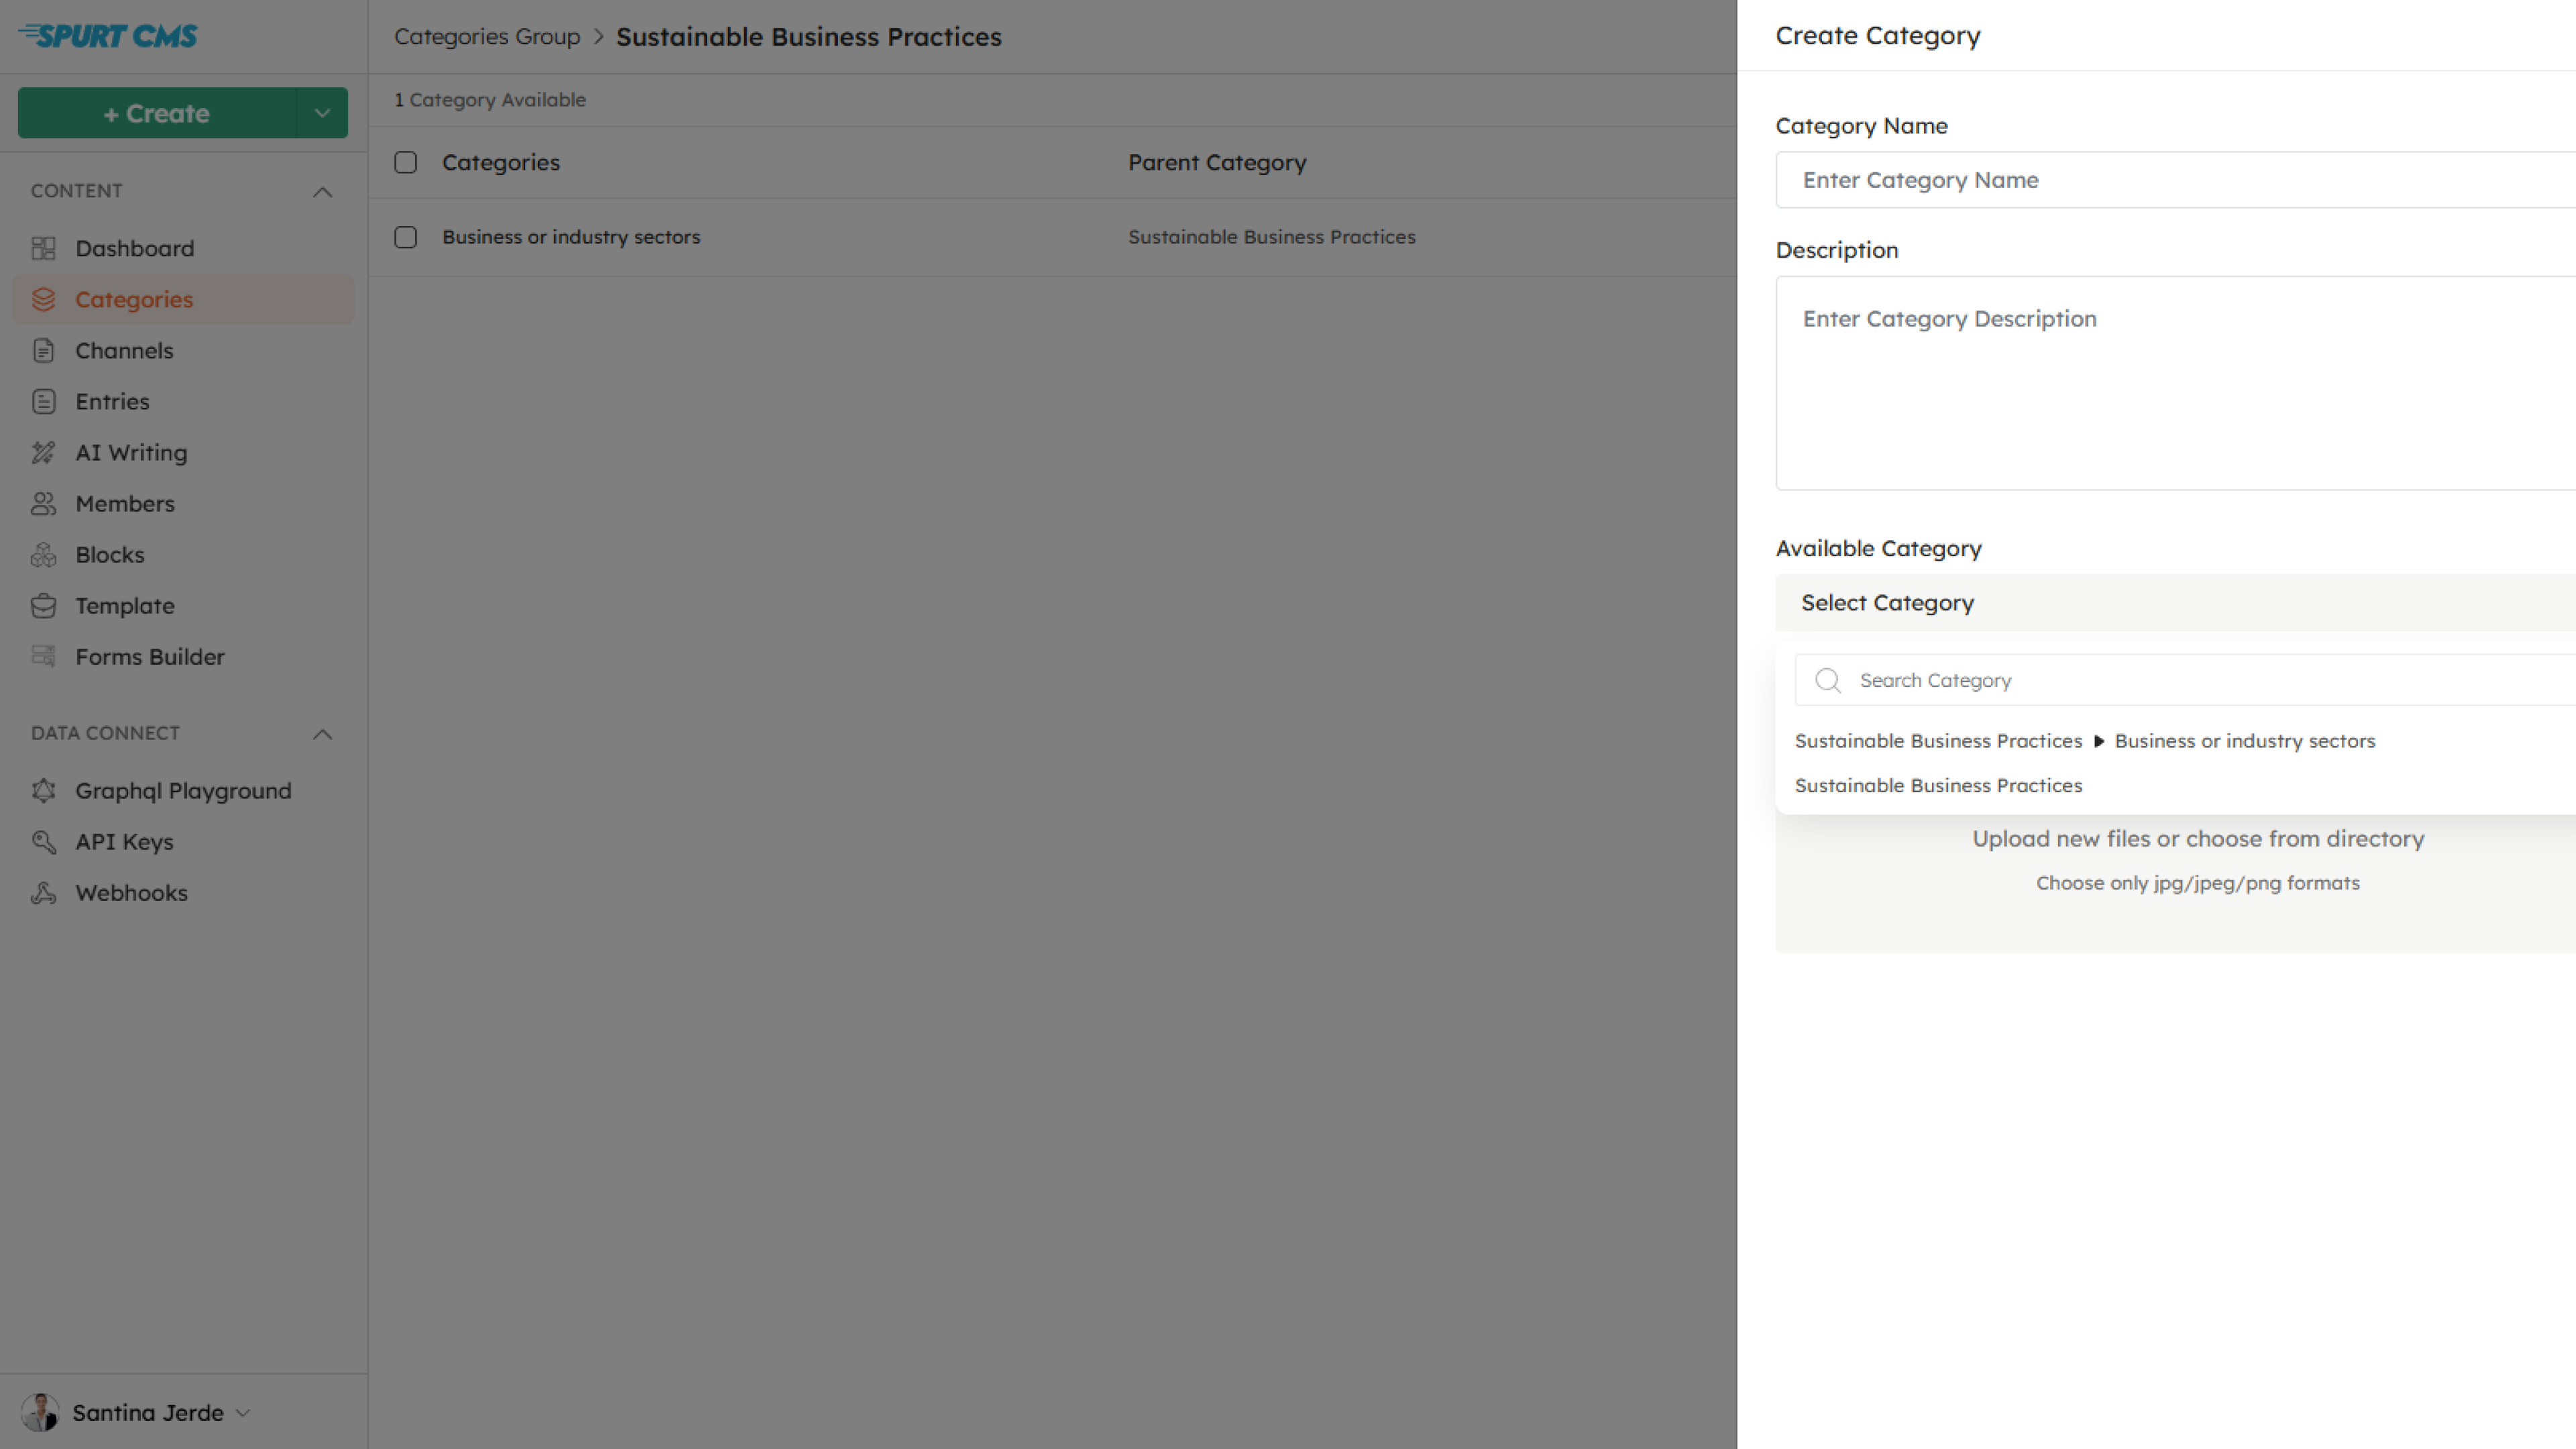 SPURT CMS
+ Create
CONTENT
Dashboard
Categories
Channels
Entries
AI Writing
Members
Blocks
Template
Forms Builder
DATA CONNECT
Graphql Playground
API Keys
Webhooks
Santina Jerde
Categories Group > Sustainable Business Practices
1 Category Available
Categories Parent Category
Business or industry sectors Sustainable Business Practices
Create Category
Category Name
Enter Category Name
Description
Enter Category Description
Available Category
Select Category
Search Category
Sustainable Business Practices ▶ Business or industry sectors
Sustainable Business Practices
Upload new files or choose from directory
Choose only jpg/jpeg/png formats